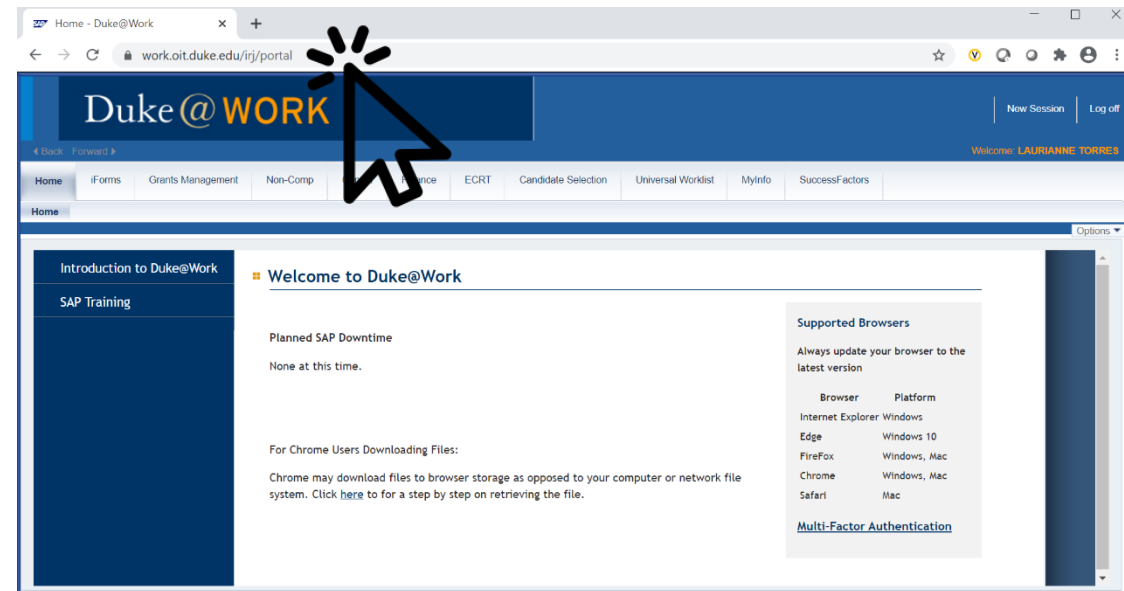 Home - Duke@Work
work.oit.duke.edu/irj/portal
Duke@WORK
New Session Log off
Back Forward
Welcome: LAURIANNE TORRES
Home iForms Grants Management Non-Comp ECRT Candidate Selection Universal Worklist MyInfo SuccessFactors
Home
Options
Introduction to Duke@Work
SAP Training
Welcome to Duke@Work
Planned SAP Downtime
None at this time.
For Chrome Users Downloading Files:
Chrome may download files to browser storage as opposed to your computer or network file
system. Click here to for a step by step on retrieving the file.
Supported Browsers
Always update your browser to the
latest version
Browser Platform
Internet Explorer Windows
Edge Windows 10
FireFox Windows, Mac
Chrome Windows, Mac
Safari Mac
Multi-Factor Authentication